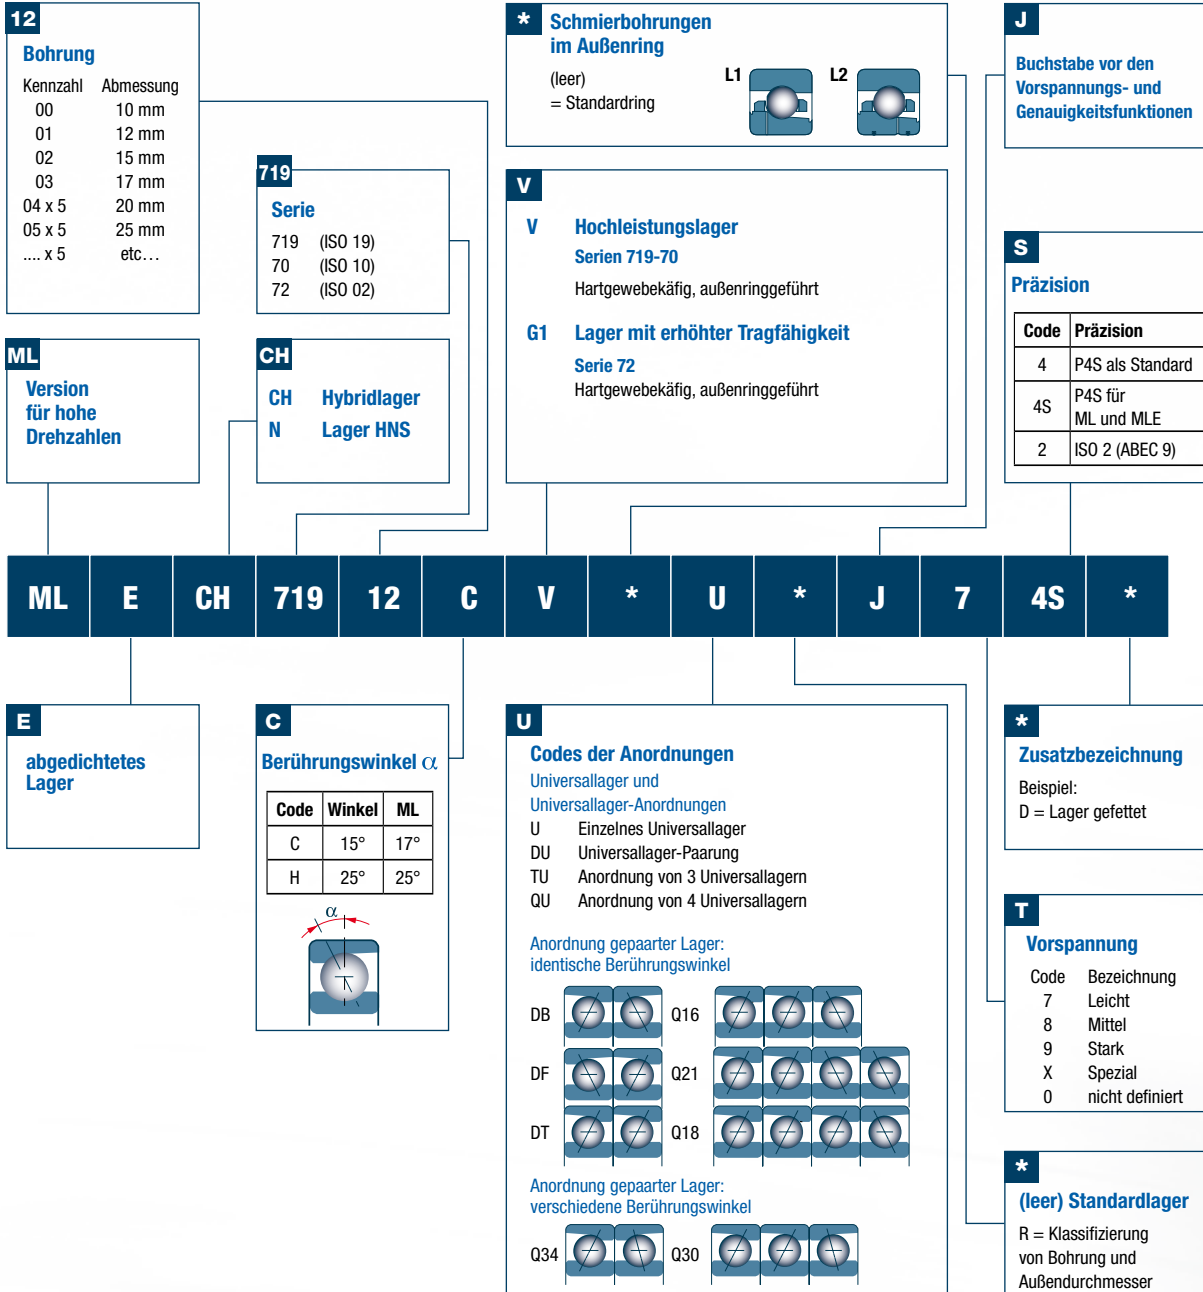 12
Bohrung
Kennzahl Abmessung
00 10 mm
01 12 mm
02 15 mm
03 17 mm
04 x 5 20 mm
05 x 5 25 mm
.... x 5 etc...
719
Serie
719 (ISO 19)
70 (ISO 10)
72 (ISO 02)
* Schmierbohrungen
im Außenring
(leer)
= Standardring
L1 L2
J
Buchstabe vor den
Vorspannungs- und
Genauigkeitsfunktionen
V
V Hochleistungslager
Serien 719-70
Hartgewebekäfig, außenringgeführt
G1 Lager mit erhöhter Tragfähigkeit
Serie 72
Hartgewebekäfig, außenringgeführt
S
Präzision
Code Präzision
4 P4S als Standard
4S P4S für
ML und MLE
2 ISO 2 (ABEC 9)
ML
Version
für hohe
Drehzahlen
CH
CH Hybridlager
N Lager HNS
ML E CH 719 12 C V * U * J 7 4S *
E
abgedichtetes
Lager
C
Berührungswinkel α
Code Winkel ML
C 15° 17°
H 25° 25°
α
U
Codes der Anordnungen
Universallager und
Universallager-Anordnungen
U Einzelnes Universallager
DU Universallager-Paarung
TU Anordnung von 3 Universallagern
QU Anordnung von 4 Universallagern
Anordnung gepaarter Lager:
identische Berührungswinkel
DB Q16
DF Q21
DT Q18
Anordnung gepaarter Lager:
verschiedene Berührungswinkel
Q34 Q30
*
Zusatzbezeichnung
Beispiel:
D = Lager gefettet
T
Vorspannung
Code Bezeichnung
7 Leicht
8 Mittel
9 Stark
X Spezial
0 nicht definiert
*
(leer) Standardlager
R = Klassifizierung
von Bohrung und
Außendurchmesser